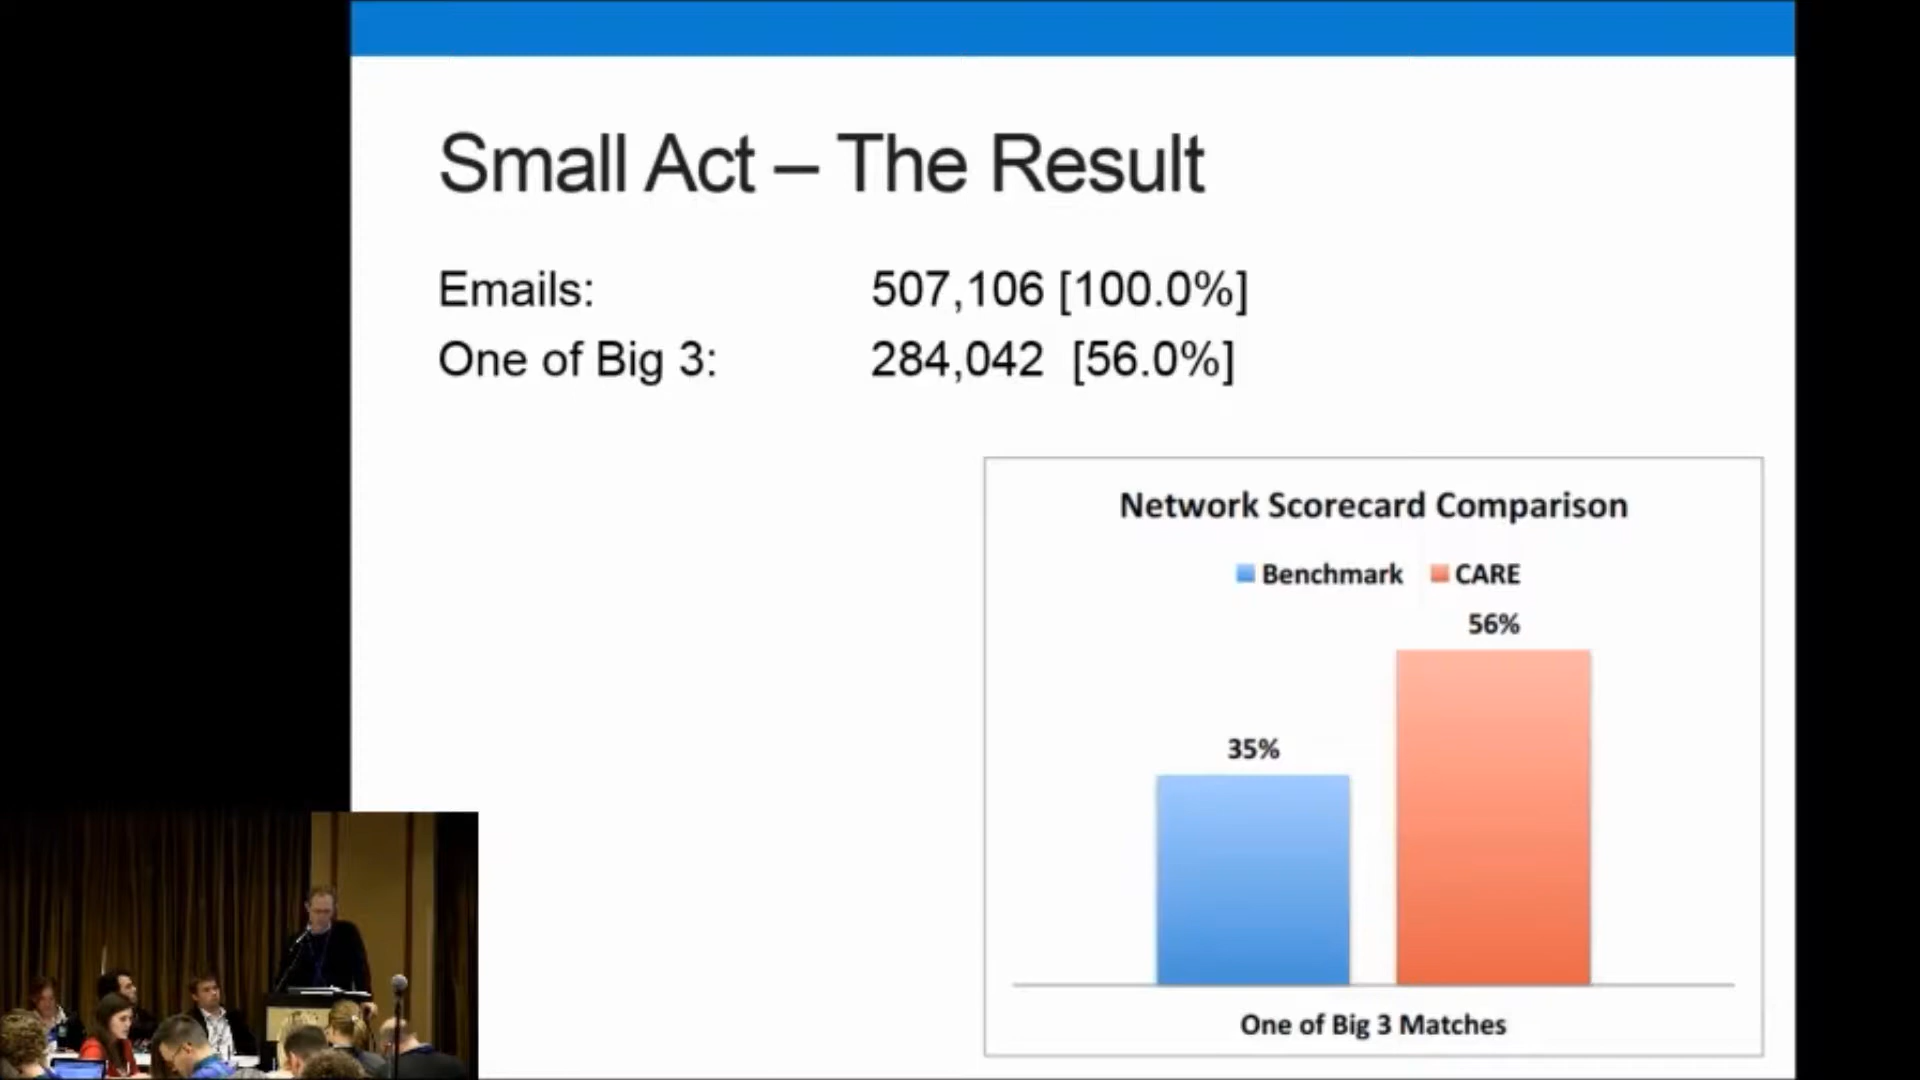 Small Act – The Result
Emails: 507,106 [100.0%]
One of Big 3: 284,042 [56.0%]
Network Scorecard Comparison
Benchmark CARE
56%
35%
One of Big 3 Matches